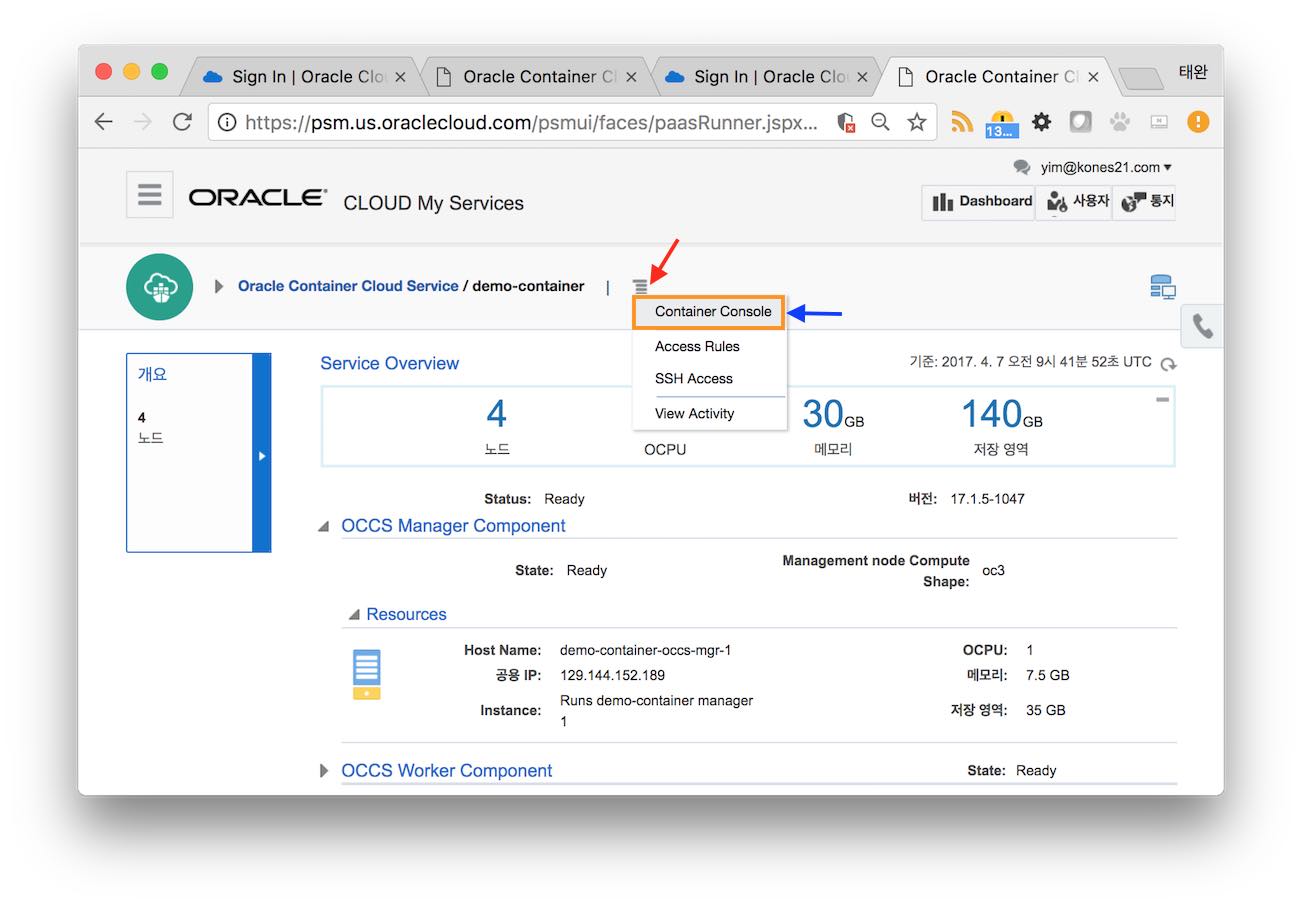 Sign In | Oracle Clo
Oracle Container C
Sign In | Oracle Clo
Oracle Container C
태완
https://psm.us.oraclecloud.com/psmui/faces/paasRunner.jspx...
13...
yim@kones21.com
ORACLE CLOUD My Services
Dashboard
사용자
통지
Oracle Container Cloud Service / demo-container |
Container Console
Access Rules
SSH Access
View Activity
개요
4
노드
Service Overview
기준: 2017. 4. 7 오전 9시 41분 52초 UTC
4
노드
OCPU
30GB
메모리
140GB
저장 영역
Status: Ready
버전: 17.1.5-1047
OCCS Manager Component
State: Ready
Management node Compute
Shape: oc3
Resources
Host Name: demo-container-occs-mgr-1
OCPU: 1
공용 IP: 129.144.152.189
메모리: 7.5 GB
Instance: Runs demo-container manager
1
저장 영역: 35 GB
OCCS Worker Component
State: Ready